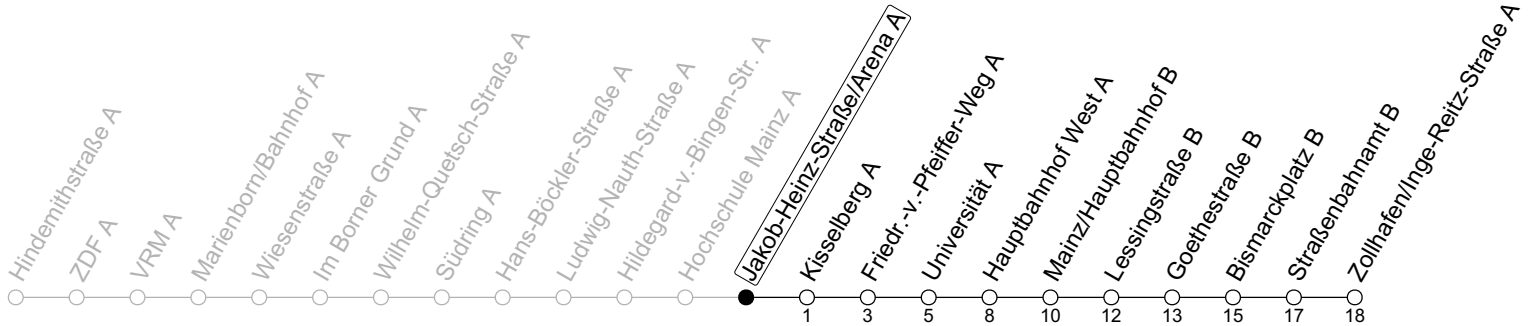 Hindemithstraße A
ZDF A
VRM A
Marienborn/Bahnhof A
Wiesenstraße A
Im Borner Grund A
Wilhelm-Quetsch-Straße A
Südring A
Hans-Böckler-Straße A
Ludwig-Nauth-Straße A
Hildegard-v.-Bingen-Str. A
Hochschule Mainz A
Jakob-Heinz-Straße/Arena A
Kisselberg A
Friedr.-v.-Pfeiffer-Weg A
Universität A
Hauptbahnhof West A
Mainz/Hauptbahnhof B
Lessingstraße B
Goethestraße B
Bismarckplatz B
Straßenbahnamt B
Zollhafen/Inge-Reitz-Straße A
1 3 5 8 10 12 13 15 17 18